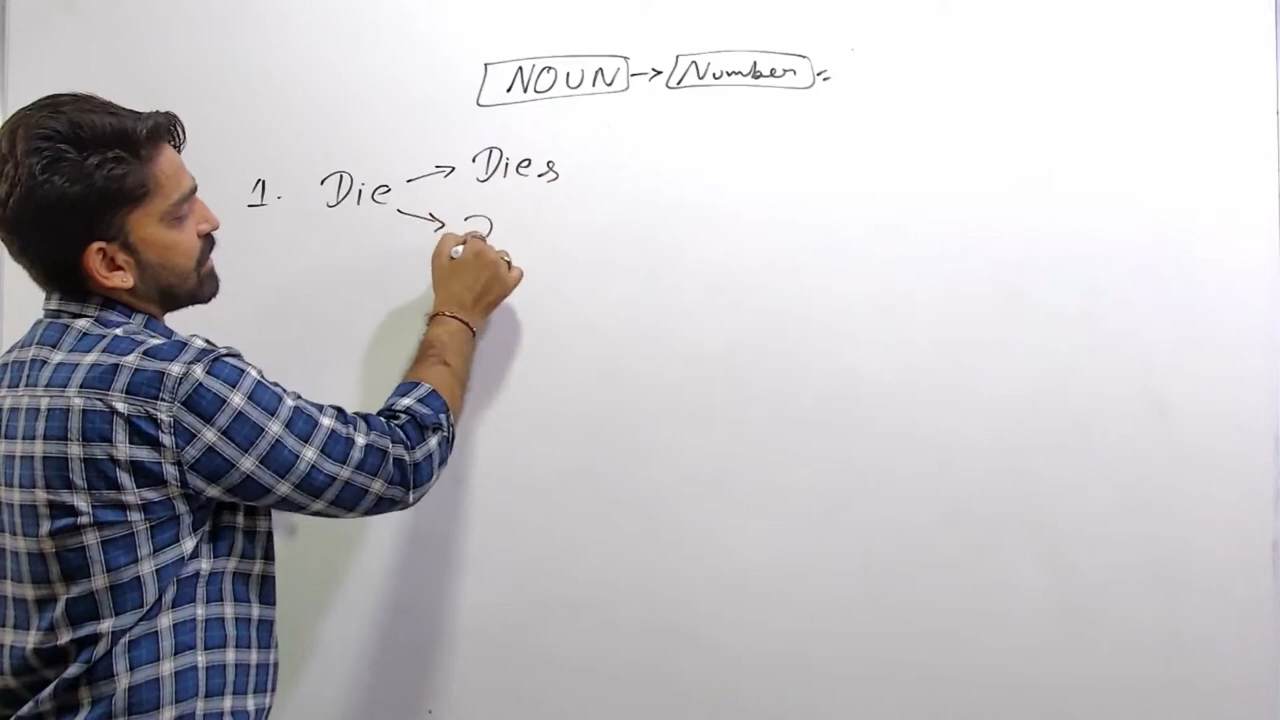 NOUN → Number :-
1. Die → Dies
→